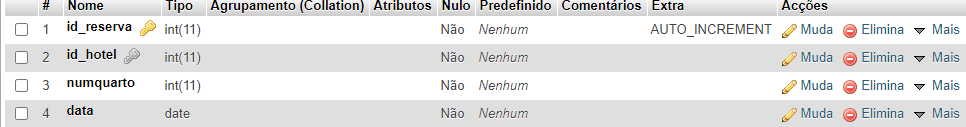 # Nome Tipo Agrupamento (Collation) Atributos Nulo Predefinido Comentários Extra Acções
1 id_reserva int(11) Não Nenhum AUTO_INCREMENT Muda Elimina Mais
2 id_hotel int(11) Não Nenhum Muda Elimina Mais
3 numquarto int(11) Não Nenhum Muda Elimina Mais
4 data date Não Nenhum Muda Elimina Mais